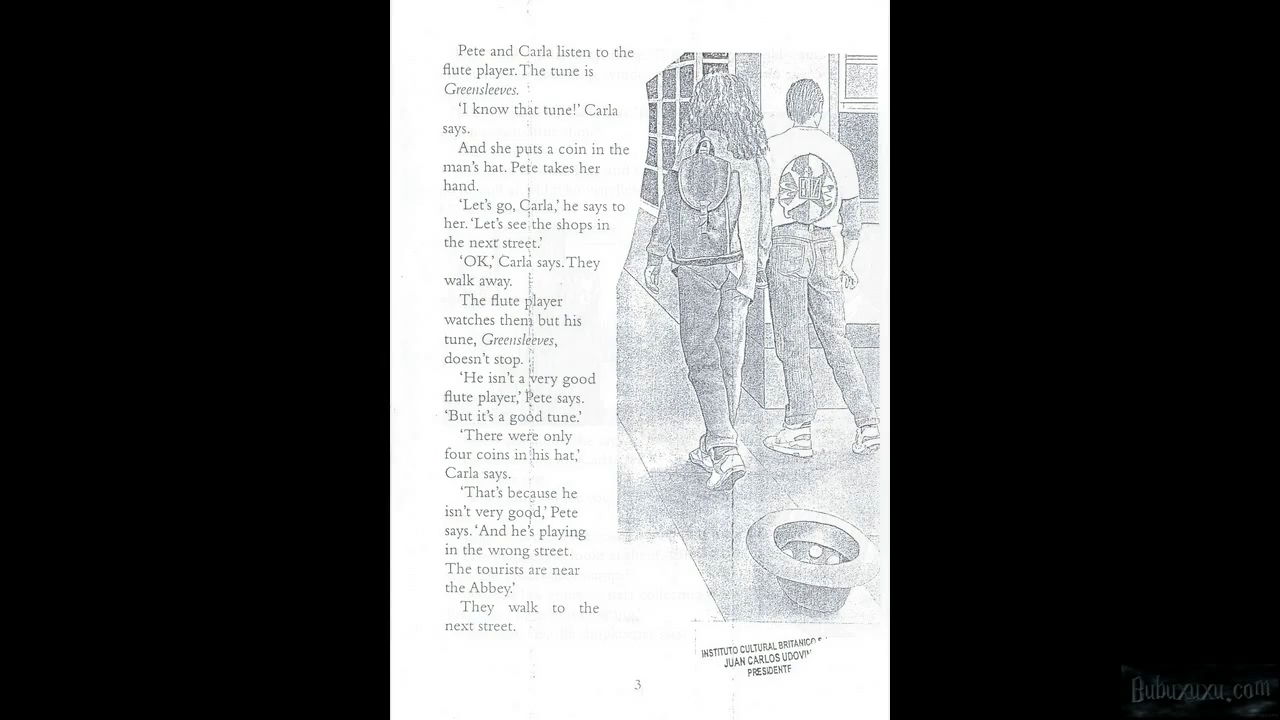 Pete and Carla listen to the
flute player. The tune is
Greensleeves.
'I know that tune!' Carla
says.
And she puts a coin in the
man's hat. Pete takes her
hand.
'Let's go, Carla,' he says to
her. 'Let's see the shops in
the next street.'
'OK,' Carla says. They
walk away.
The flute player
watches them but his
tune, Greensleeves,
doesn't stop.
'He isn't a very good
flute player,' Pete says.
'But it's a good tune.'
'There were only
four coins in his hat,'
Carla says.
'That's because he
isn't very good,' Pete
says. 'And he's playing
in the wrong street.
The tourists are near
the Abbey.'
They walk to the
next street.
INSTITUTO CULTURAL BRITANICO
JUAN CARLOS
PRESIDENTE
3
Bubuxuxu.com